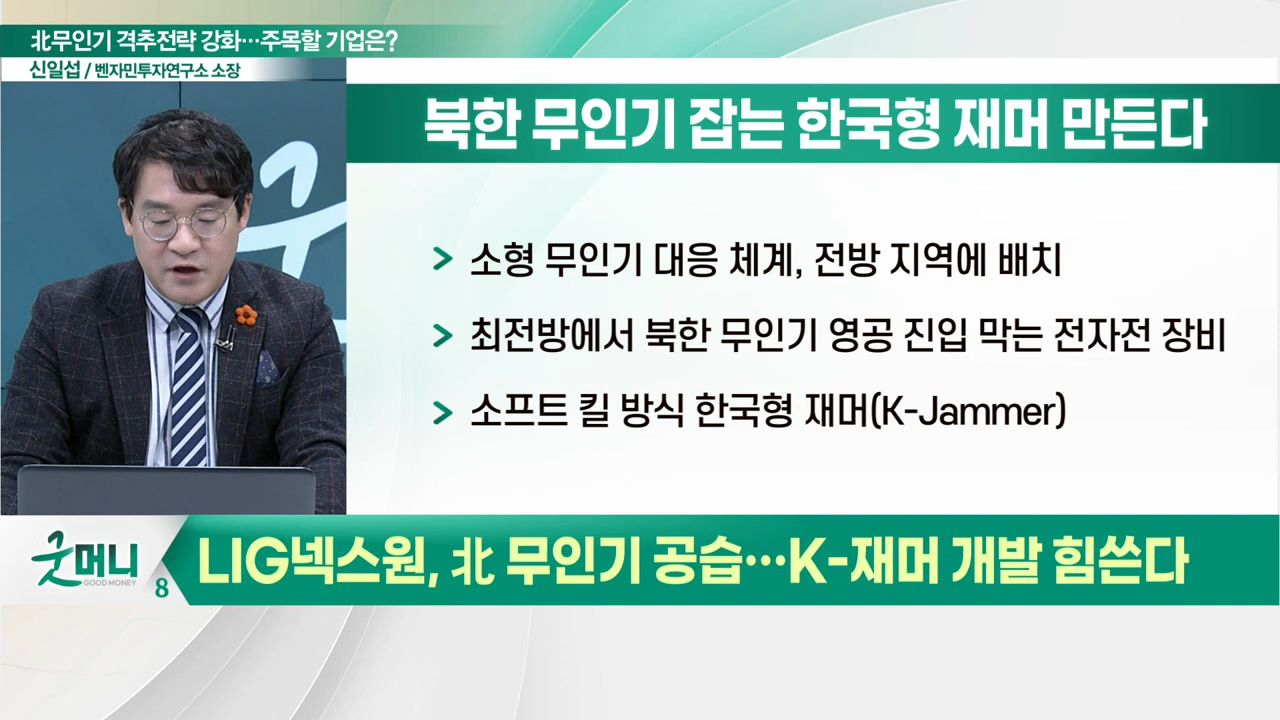 北무인기 격추전략 강화…주목할 기업은?
신일섭 / 벤자민투자연구소 소장
북한 무인기 잡는 한국형 재머 만든다
> 소형 무인기 대응 체계, 전방 지역에 배치
> 최전방에서 북한 무인기 영공 진입 막는 전자전 장비
> 소프트 킬 방식 한국형 재머(K-Jammer)
굿머니
GOOD MONEY
8
LIG넥스원, 北 무인기 공습…K-재머 개발 힘쓴다